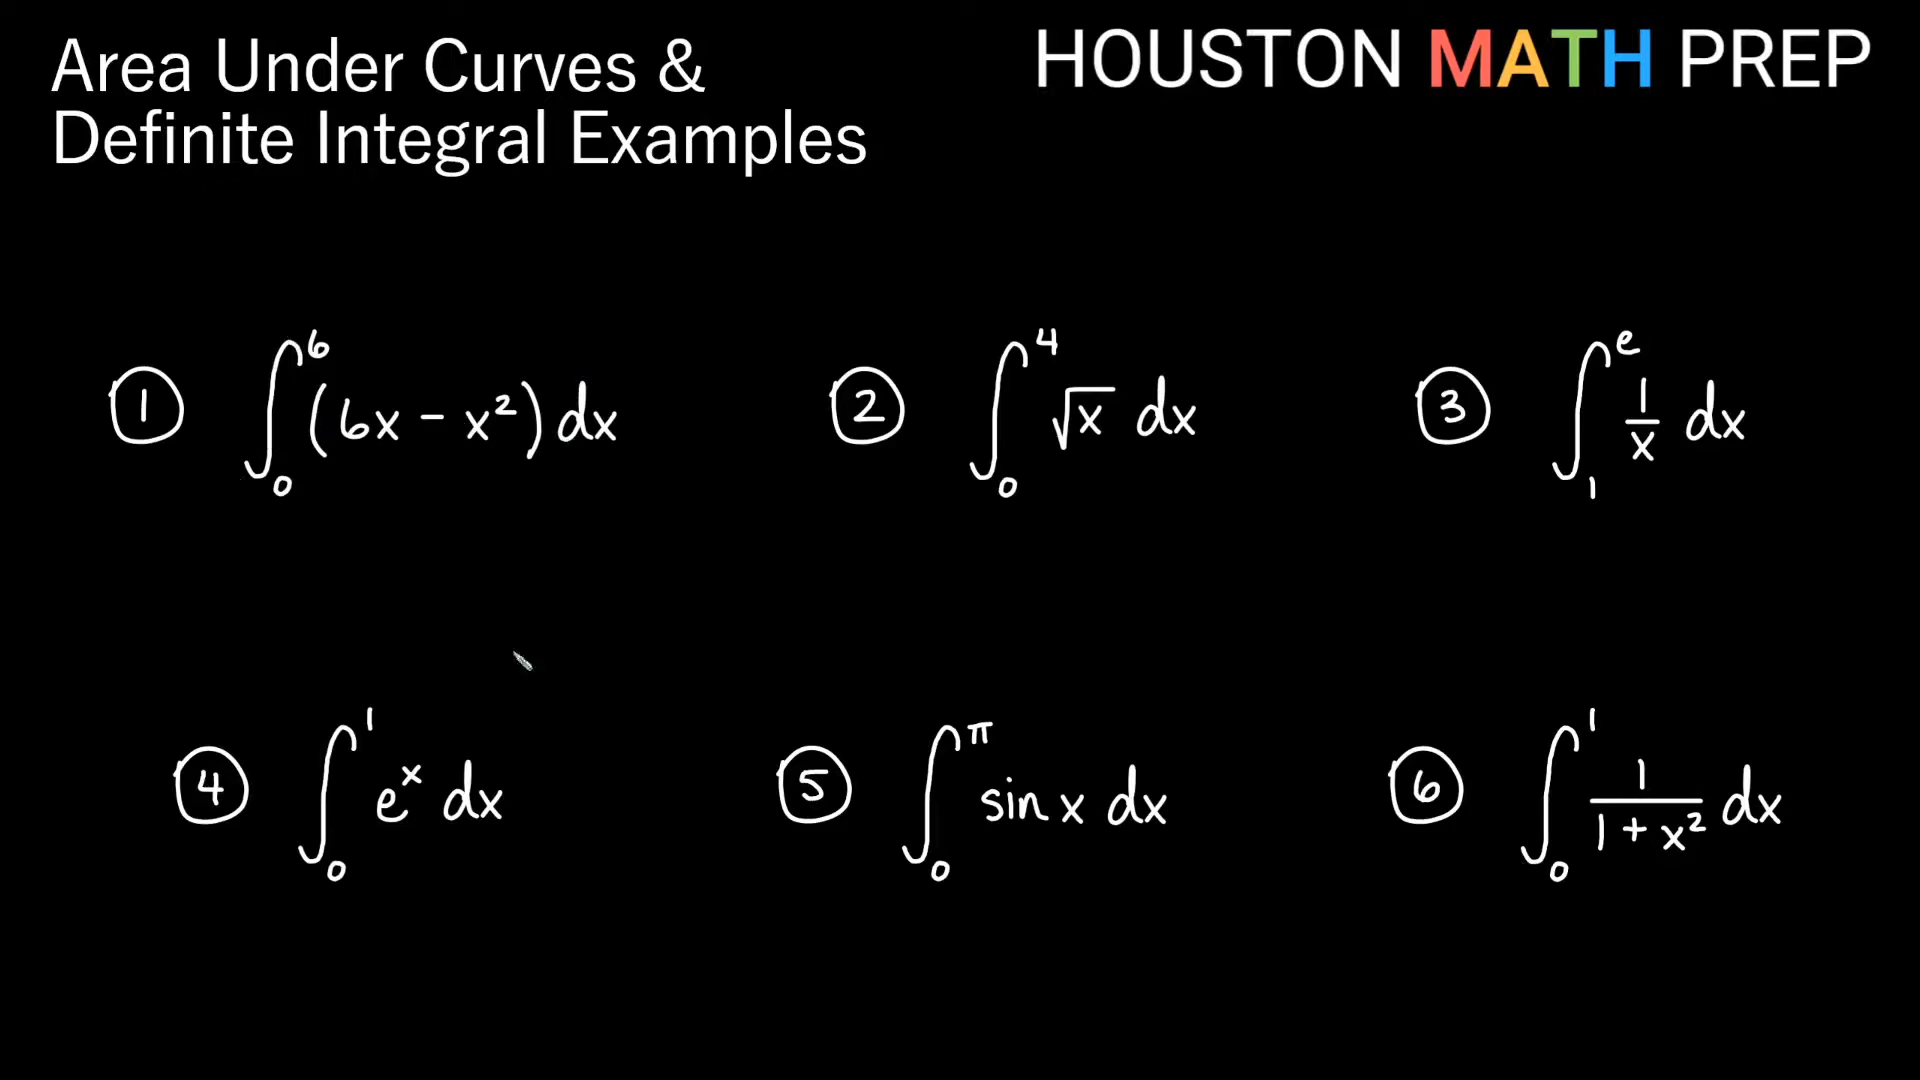 Area Under Curves &
Definite Integral Examples
HOUSTON MATH PREP
① ∫₀⁶ (6x − x²) dx
② ∫₀⁴ √x dx
③ ∫₁ᵉ 1/x dx
④ ∫₀¹ eˣ dx
⑤ ∫₀^π sin x dx
⑥ ∫₀¹ 1/(1 + x²) dx